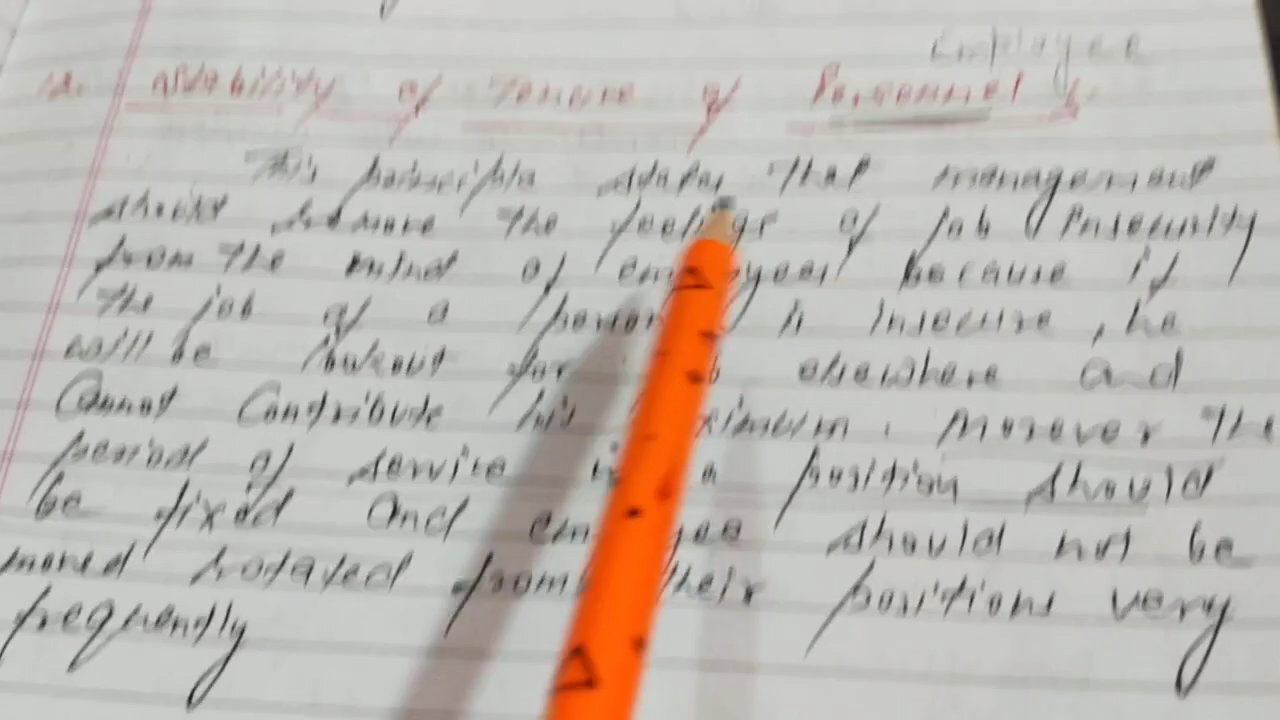 Employee
12. Stability of Tenure of Personnel :-
This principle states that management
should remove the feelings of job Insecurity
from the mind of employees because if
the job of a person is insecure, he
will be lookout for elsewhere and
Cannot Contribute his maximum. Morever the
period of service in a position should
be fixed and employee should not be
moved rotated from their positions very
frequently